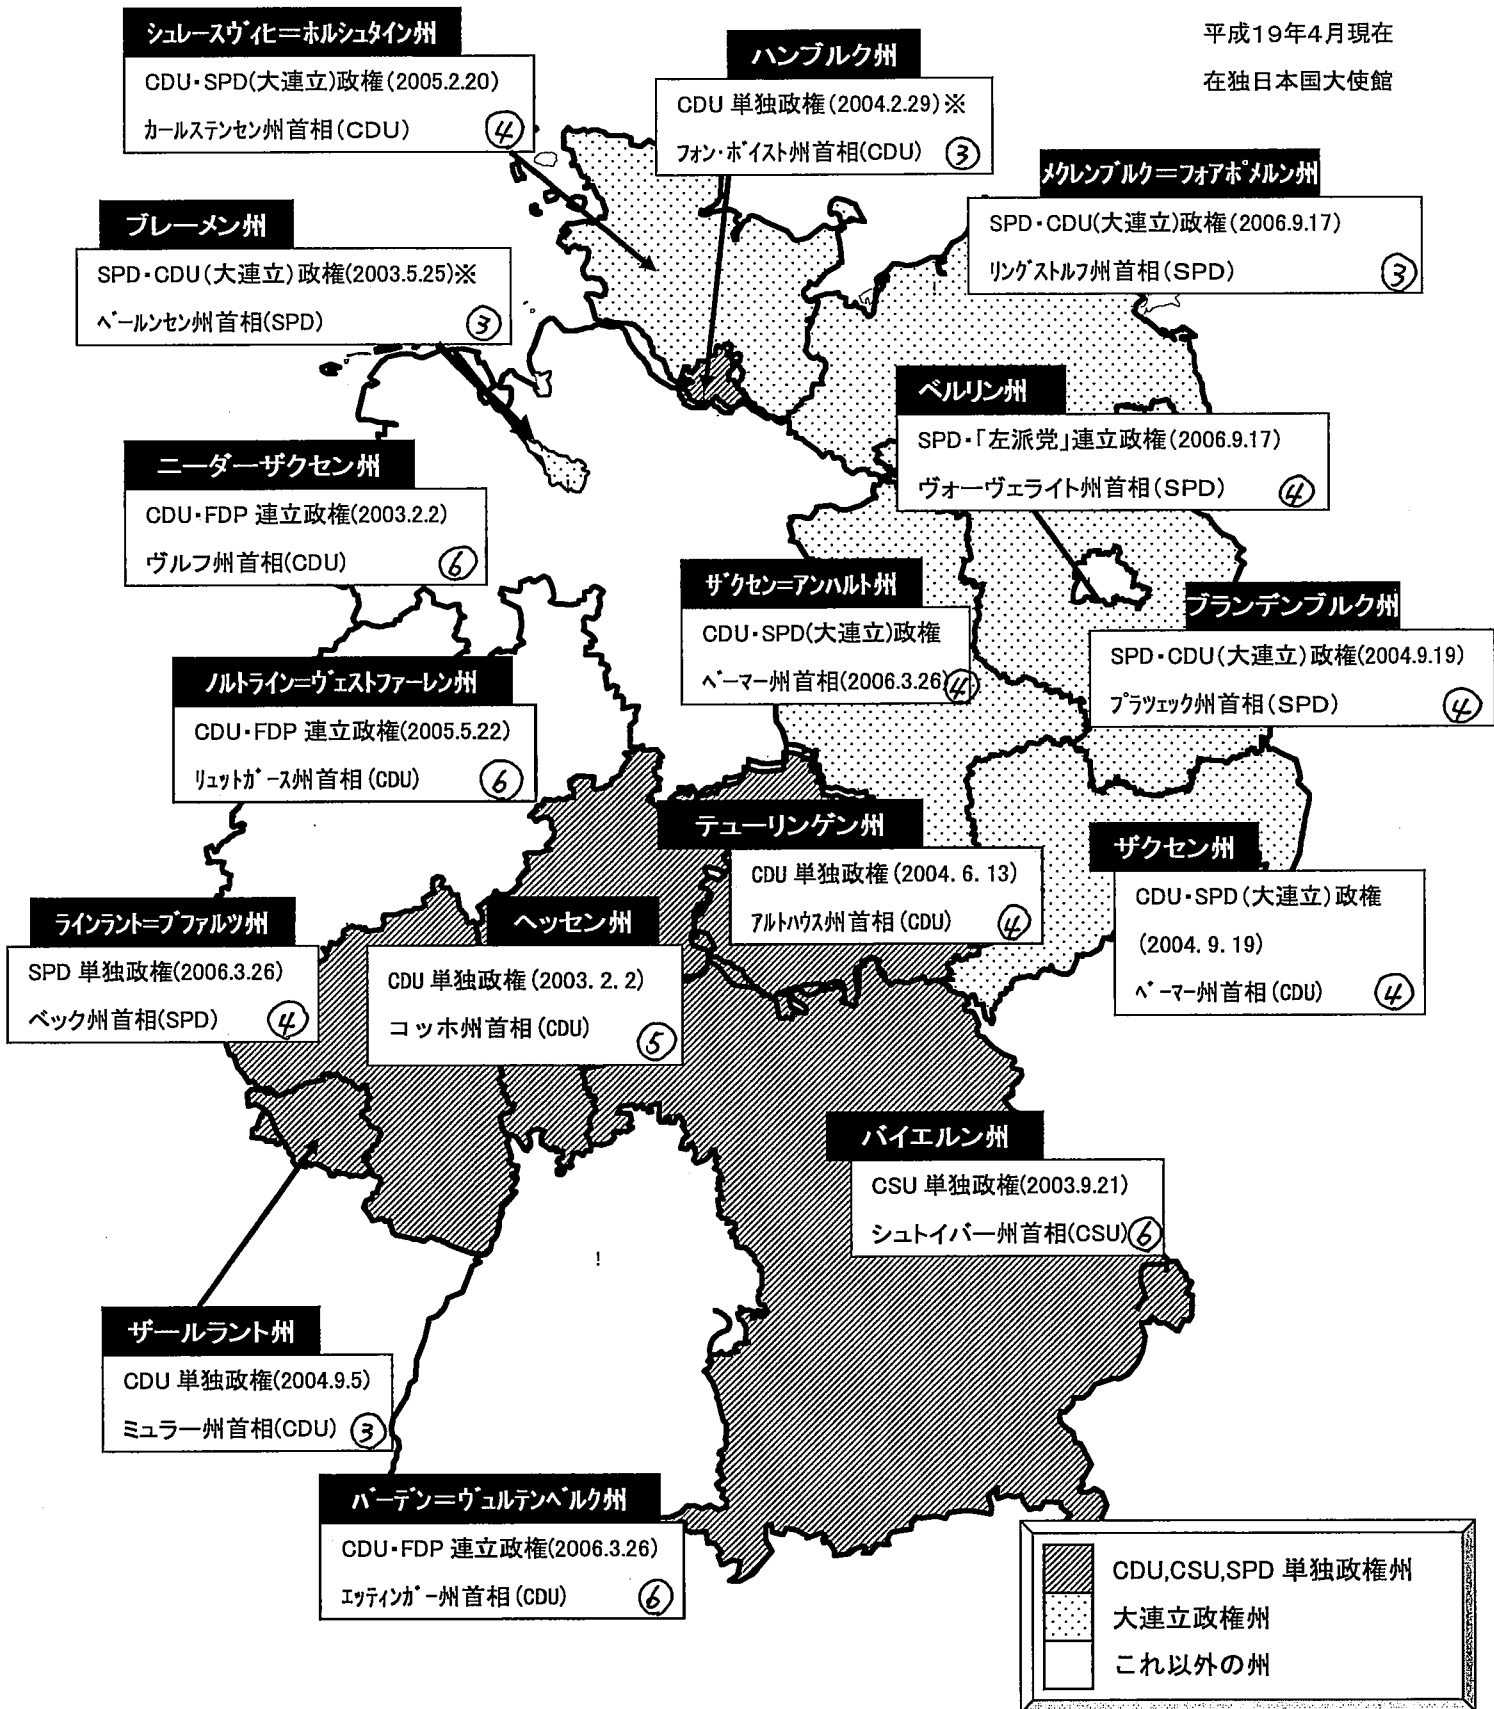 平成19年4月現在
在独日本国大使館
シュレースヴィヒ=ホルシュタイン州
CDU・SPD(大連立)政権(2005.2.20)
カールステンセン州首相(CDU) ④
ハンブルク州
CDU 単独政権(2004.2.29)※
フォン・ボイスト州首相(CDU) ③
メクレンブルク=フォアポメルン州
SPD・CDU(大連立)政権(2006.9.17)
リングストルフ州首相(SPD) ③
ブレーメン州
SPD・CDU(大連立)政権(2003.5.25)※
ベールンセン州首相(SPD) ③
ベルリン州
SPD・「左派党」連立政権(2006.9.17)
ヴォーヴェライト州首相(SPD) ④
ニーダーザクセン州
CDU・FDP 連立政権(2003.2.2)
ヴルフ州首相(CDU) ⑥
ザクセン=アンハルト州
CDU・SPD(大連立)政権
ベーマー州首相(2006.3.26) ④
ブランデンブルク州
SPD・CDU(大連立)政権(2004.9.19)
プラツェック州首相(SPD) ④
ノルトライン=ヴェストファーレン州
CDU・FDP 連立政権(2005.5.22)
リュットガース州首相(CDU) ⑥
テューリンゲン州
CDU 単独政権(2004.6.13)
アルトハウス州首相(CDU) ④
ザクセン州
CDU・SPD(大連立)政権
(2004.9.19)
ベーマー州首相(CDU) ④
ラインラント=プファルツ州
SPD 単独政権(2006.3.26)
ベック州首相(SPD) ④
ヘッセン州
CDU 単独政権(2003.2.2)
コッホ州首相(CDU) ⑤
バイエルン州
CSU 単独政権(2003.9.21)
シュトイバー州首相(CSU) ⑥
ザールラント州
CDU 単独政権(2004.9.5)
ミュラー州首相(CDU) ③
バーデン=ヴュルテンベルク州
CDU・FDP 連立政権(2006.3.26)
エッティンガー州首相(CDU) ⑥
CDU,CSU,SPD 単独政権州
大連立政権州
これ以外の州